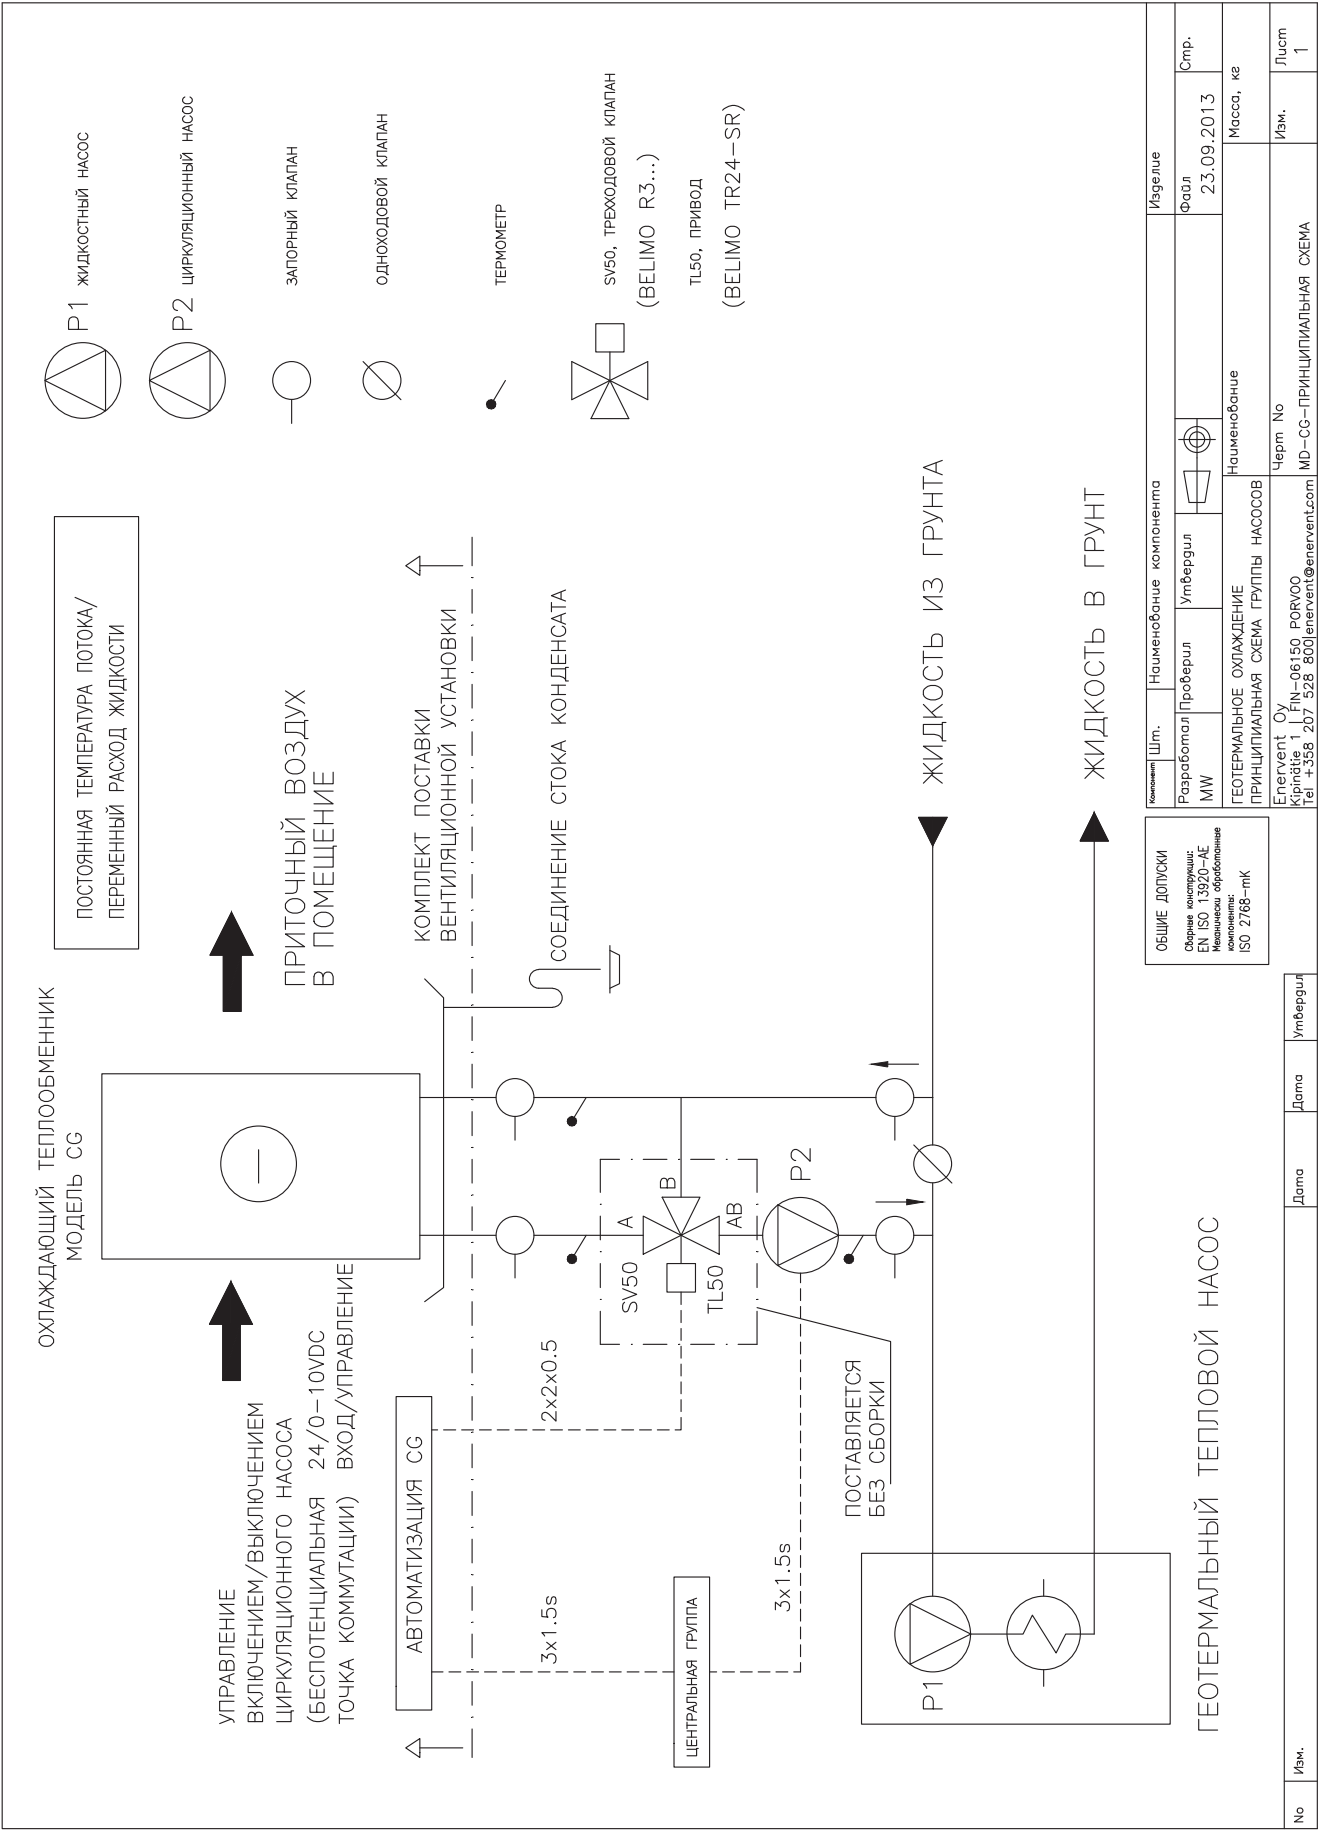 ОХЛАЖДАЮЩИЙ ТЕПЛООБМЕННИК
МОДЕЛЬ CG
ПОСТОЯННАЯ ТЕМПЕРАТУРА ПОТОКА/
ПЕРЕМЕННЫЙ РАСХОД ЖИДКОСТИ
P1 ЖИДКОСТНЫЙ НАСОС
P2 ЦИРКУЛЯЦИОННЫЙ НАСОС
ЗАПОРНЫЙ КЛАПАН
ОДНОХОДОВОЙ КЛАПАН
ТЕРМОМЕТР
SV50, ТРЕХХОДОВОЙ КЛАПАН
(BELIMO R3...)
TL50, ПРИВОД
(BELIMO TR24-SR)
УПРАВЛЕНИЕ
ВКЛЮЧЕНИЕМ/ВЫКЛЮЧЕНИЕМ
ЦИРКУЛЯЦИОННОГО НАСОСА
(БЕСПОТЕНЦИАЛЬНАЯ
ТОЧКА КОММУТАЦИИ)
24/0-10VDC
ВХОД/УПРАВЛЕНИЕ
ПРИТОЧНЫЙ ВОЗДУХ
В ПОМЕЩЕНИЕ
АВТОМАТИЗАЦИЯ CG
КОМПЛЕКТ ПОСТАВКИ
ВЕНТИЛЯЦИОННОЙ УСТАНОВКИ
СОЕДИНЕНИЕ СТОКА КОНДЕНСАТА
3x1.5s
2x2x0.5
SV50
A
B
TL50
AB
ЦЕНТРАЛЬНАЯ ГРУППА
3x1.5s
P2
ПОСТАВЛЯЕТСЯ
БЕЗ СБОРКИ
P1
ЖИДКОСТЬ ИЗ ГРУНТА
ЖИДКОСТЬ В ГРУНТ
ГЕОТЕРМАЛЬНЫЙ ТЕПЛОВОЙ НАСОС
ОБЩИЕ ДОПУСКИ
Сварные конструкции:
EN ISO 13920-AE
Механически обработанные
компоненты:
ISO 2768-mK
Компонент Шт. Наименование компонента Изделие
Разработал Проверил Утвердил Файл Стр.
MW 23.09.2013
ГЕОТЕРМАЛЬНОЕ ОХЛАЖДЕНИЕ
ПРИНЦИПИАЛЬНАЯ СХЕМА ГРУППЫ НАСОСОВ
Наименование Масса, кг
Enervent Oy
Kipinätie 1 | FIN-06150 PORVOO
Tel +358 207 528 800|enervent@enervent.com
Черт No Изм. Лист
MD-CG-ПРИНЦИПИАЛЬНАЯ СХЕМА 1
No Изм. Дата Дата Утвердил